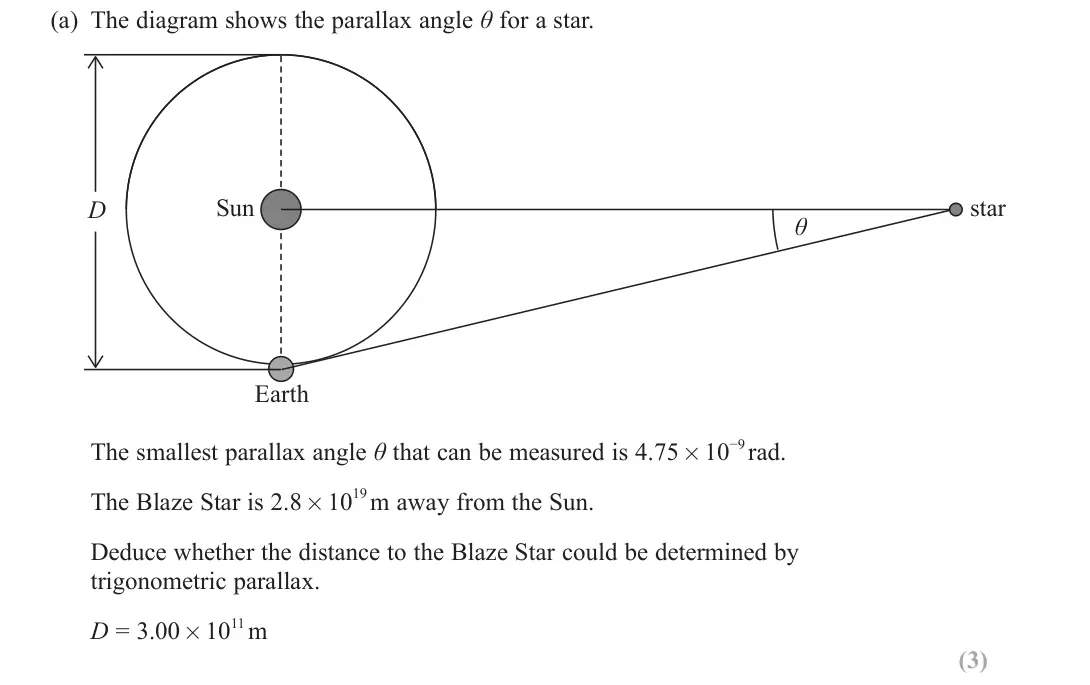 (a) The diagram shows the parallax angle θ for a star.
D
Sun
θ
star
Earth
The smallest parallax angle θ that can be measured is 4.75 × 10⁻⁹ rad.
The Blaze Star is 2.8 × 10¹⁹ m away from the Sun.
Deduce whether the distance to the Blaze Star could be determined by
trigonometric parallax.
D = 3.00 × 10¹¹ m
(3)